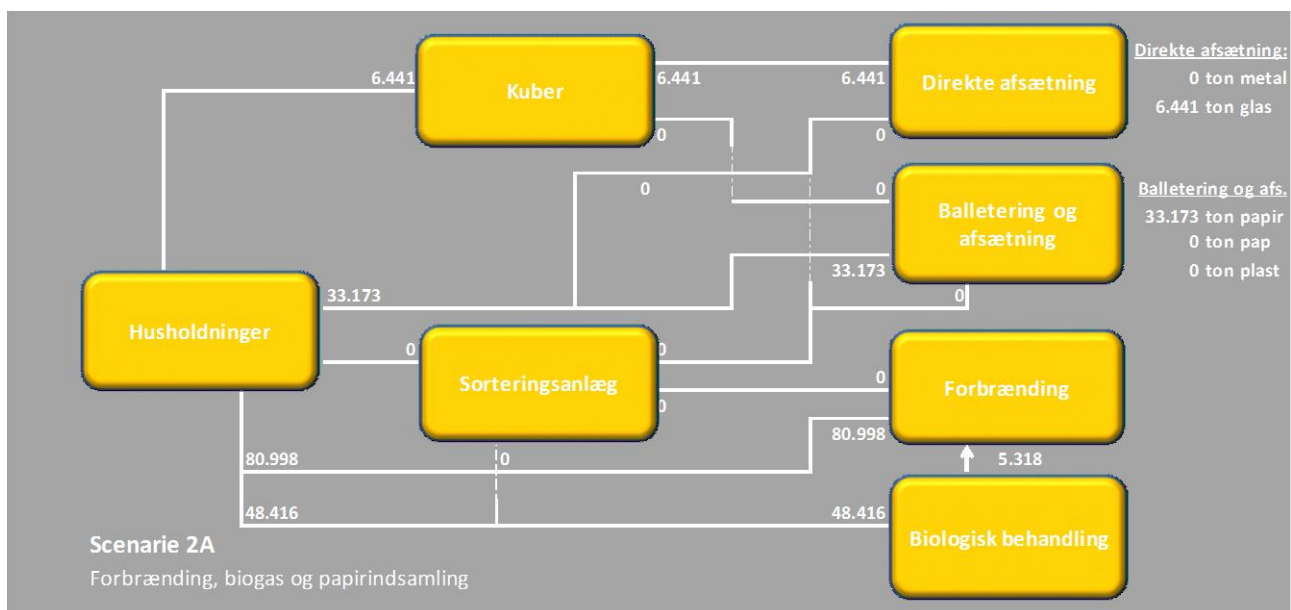 Direkte afsætning:
6.441
Kuber
6.441
6.441
Direkte afsætning
0 ton metal
6.441 ton glas
0
0
0
0
Balletering og afs.
Balletering og
afsætning
33.173 ton papir
0 ton pap
0 ton plast
33.173
33.173
0
Husholdninger
0
0
Sorteringsanlæg
0
0
Forbrænding
80.998
80.998
0
5.318
48.416
48.416
Biologisk behandling
Scenarie 2A
Forbrænding, biogas og papirindsamling